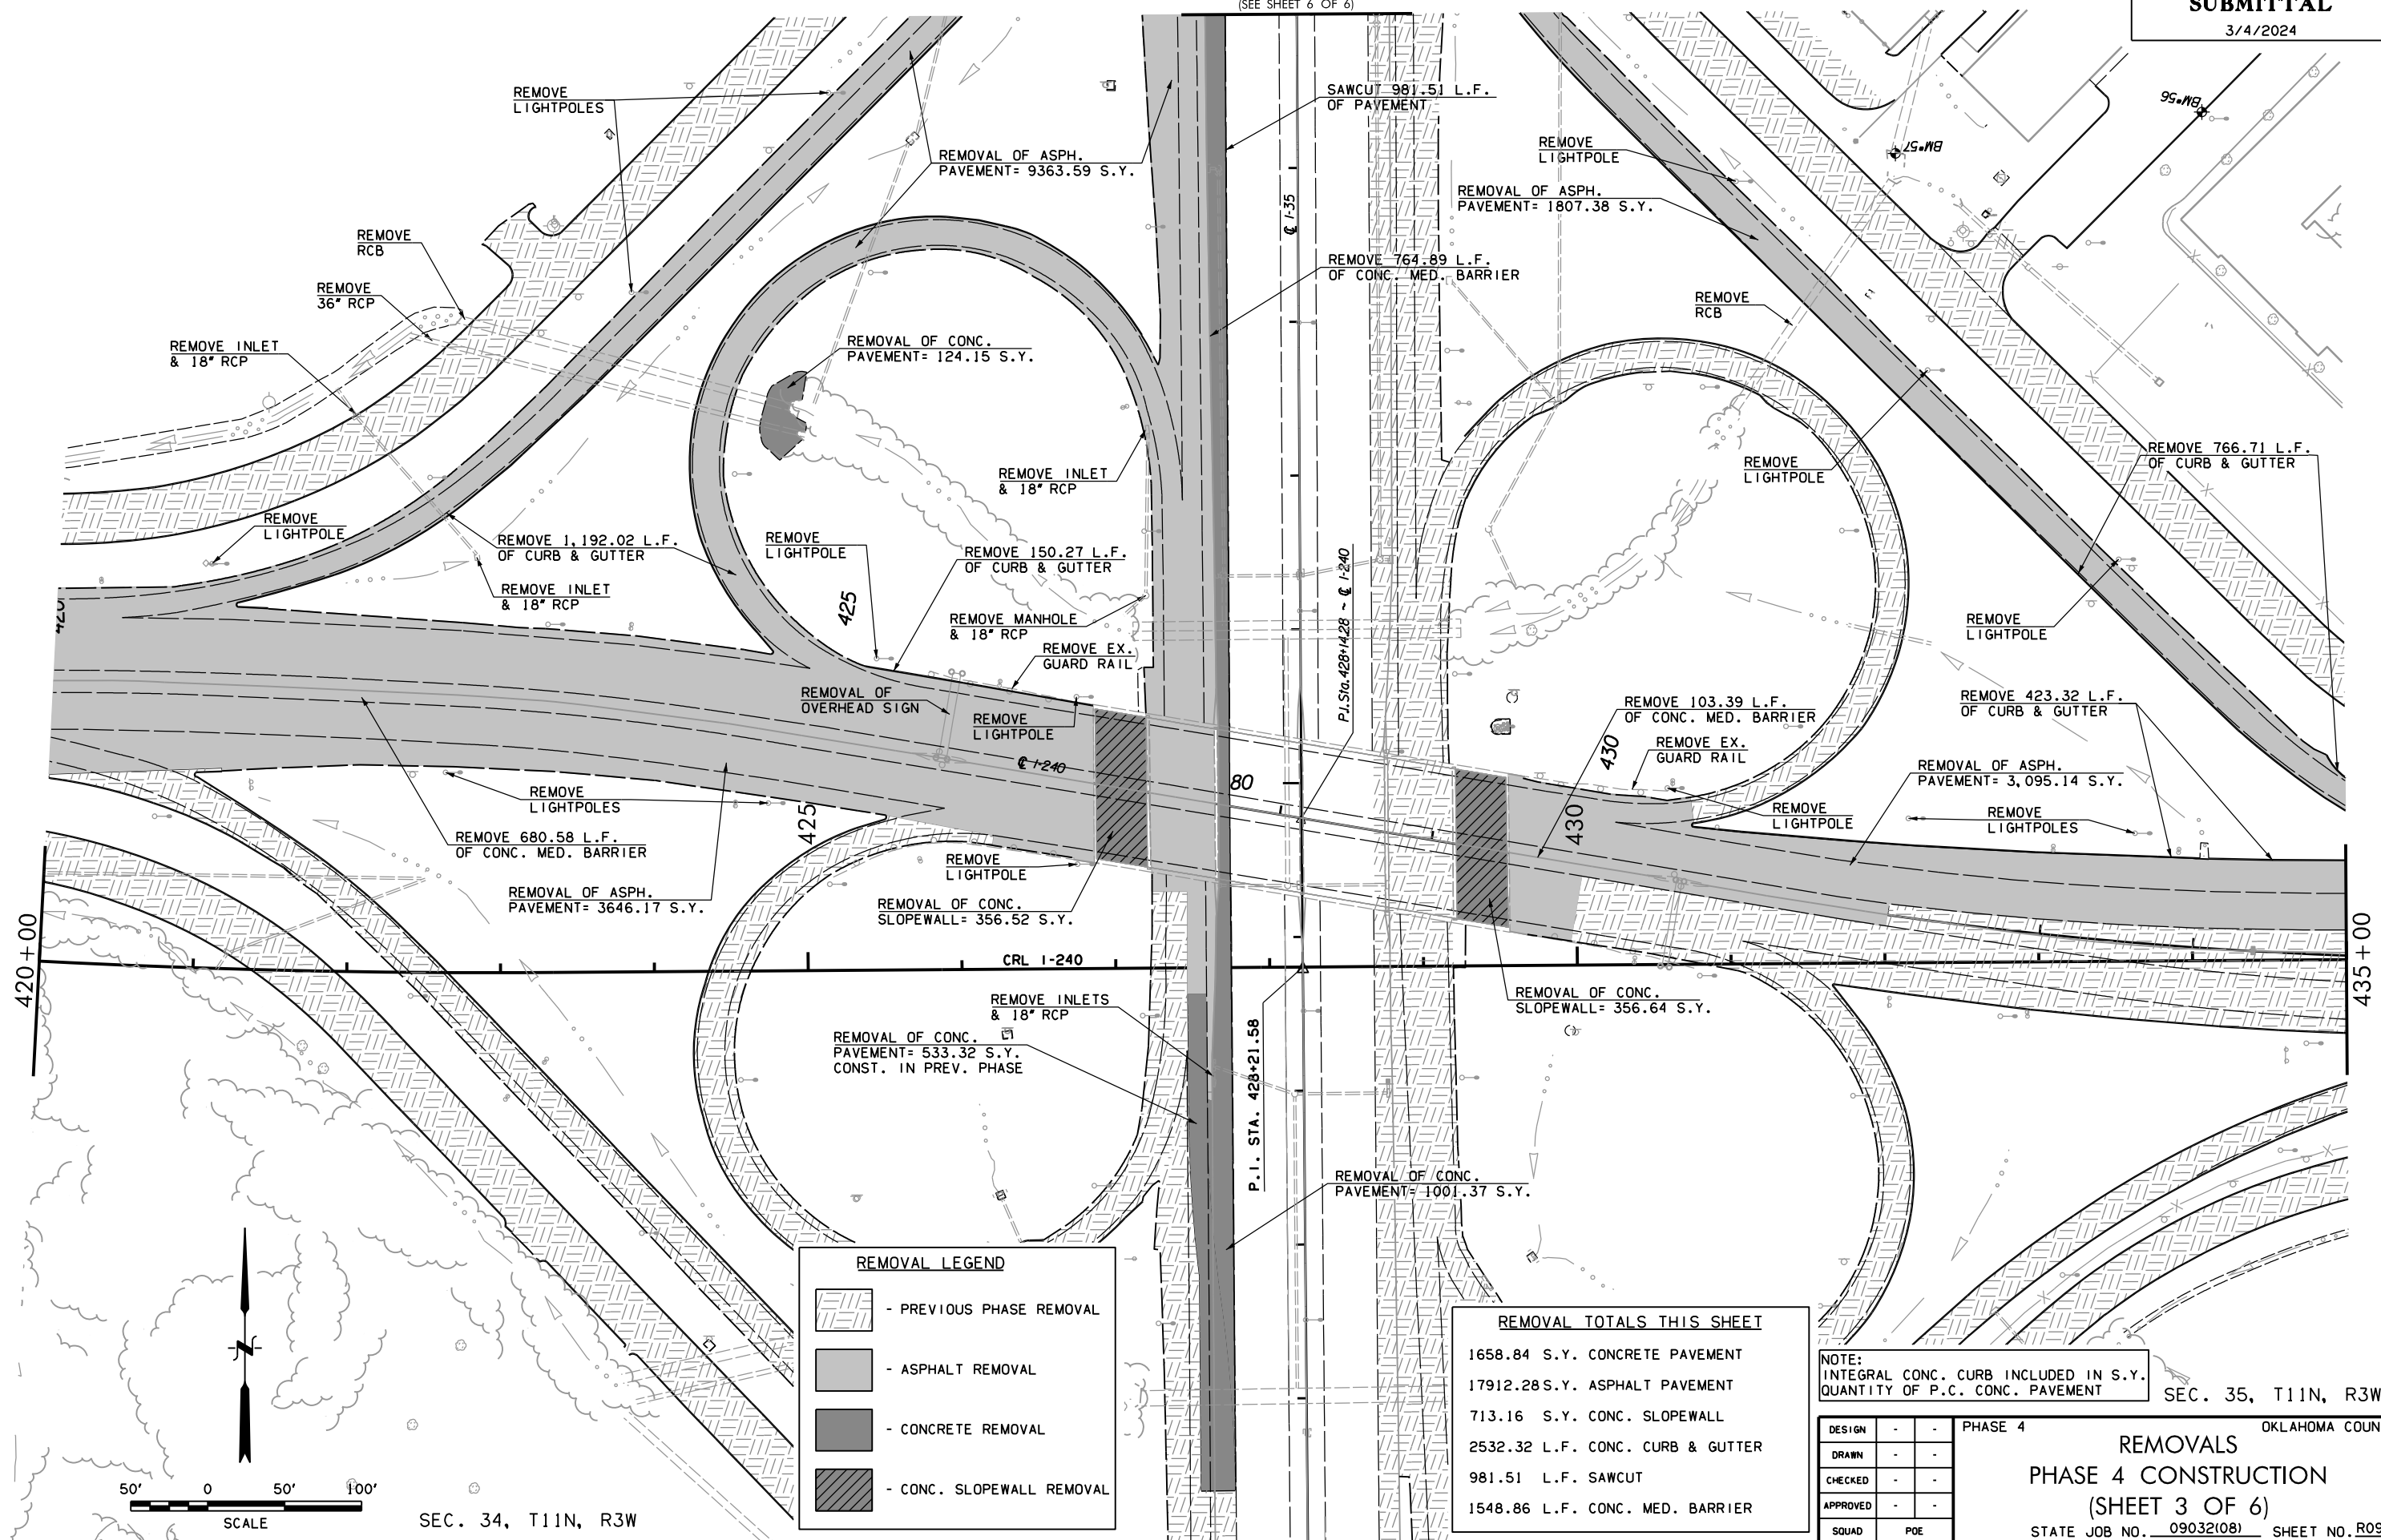 (SEE SHEET 6 OF 6)
SUBMITTAL
3/4/2024
REMOVE
LIGHTPOLES
SAWCUT 981.51 L.F.
OF PAVEMENT
BM#56
REMOVE
LIGHTPOLE
BM#57
REMOVAL OF ASPH.
PAVEMENT= 9363.59 S.Y.
REMOVAL OF ASPH.
PAVEMENT= 1807.38 S.Y.
℄ I-35
REMOVE
RCB
REMOVE 764.89 L.F.
OF CONC. MED. BARRIER
REMOVE
36" RCP
REMOVE
RCB
REMOVE INLET
& 18" RCP
REMOVAL OF CONC.
PAVEMENT= 124.15 S.Y.
REMOVE INLET
& 18" RCP
REMOVE
LIGHTPOLE
REMOVE 766.71 L.F.
OF CURB & GUTTER
REMOVE
LIGHTPOLE
REMOVE 1,192.02 L.F.
OF CURB & GUTTER
REMOVE
LIGHTPOLE
REMOVE 150.27 L.F.
OF CURB & GUTTER
P.I.Sta.428+14.28 ~ ℄ I-240
REMOVE INLET
& 18" RCP
425
REMOVE MANHOLE
& 18" RCP
REMOVE
LIGHTPOLE
420
REMOVE EX.
GUARD RAIL
REMOVAL OF
OVERHEAD SIGN
REMOVE
LIGHTPOLE
REMOVE 103.39 L.F.
OF CONC. MED. BARRIER
REMOVE 423.32 L.F.
OF CURB & GUTTER
430
REMOVE EX.
GUARD RAIL
℄ I-240
80
REMOVAL OF ASPH.
PAVEMENT= 3,095.14 S.Y.
REMOVE
LIGHTPOLES
425
430
REMOVE
LIGHTPOLE
REMOVE
LIGHTPOLES
REMOVE 680.58 L.F.
OF CONC. MED. BARRIER
REMOVE
LIGHTPOLE
REMOVAL OF ASPH.
PAVEMENT= 3646.17 S.Y.
REMOVAL OF CONC.
SLOPEWALL= 356.52 S.Y.
420+00
CRL I-240
435+00
REMOVE INLETS
& 18" RCP
REMOVAL OF CONC.
SLOPEWALL= 356.64 S.Y.
REMOVAL OF CONC.
PAVEMENT= 533.32 S.Y.
CONST. IN PREV. PHASE
P.I. STA. 428+21.58
REMOVAL OF CONC.
PAVEMENT= 1001.37 S.Y.
REMOVAL LEGEND
- PREVIOUS PHASE REMOVAL
- ASPHALT REMOVAL
- CONCRETE REMOVAL
- CONC. SLOPEWALL REMOVAL
REMOVAL TOTALS THIS SHEET
1658.84 S.Y. CONCRETE PAVEMENT
17912.28 S.Y. ASPHALT PAVEMENT
713.16 S.Y. CONC. SLOPEWALL
2532.32 L.F. CONC. CURB & GUTTER
981.51 L.F. SAWCUT
1548.86 L.F. CONC. MED. BARRIER
NOTE:
INTEGRAL CONC. CURB INCLUDED IN S.Y.
QUANTITY OF P.C. CONC. PAVEMENT
SEC. 35, T11N, R3W
N
50' 0 50' 100'
SCALE
SEC. 34, T11N, R3W
DESIGN - -
DRAWN - -
CHECKED - -
APPROVED - -
SQUAD POE
PHASE 4 OKLAHOMA COUN
REMOVALS
PHASE 4 CONSTRUCTION
(SHEET 3 OF 6)
STATE JOB NO. 09032(08) SHEET NO. R09